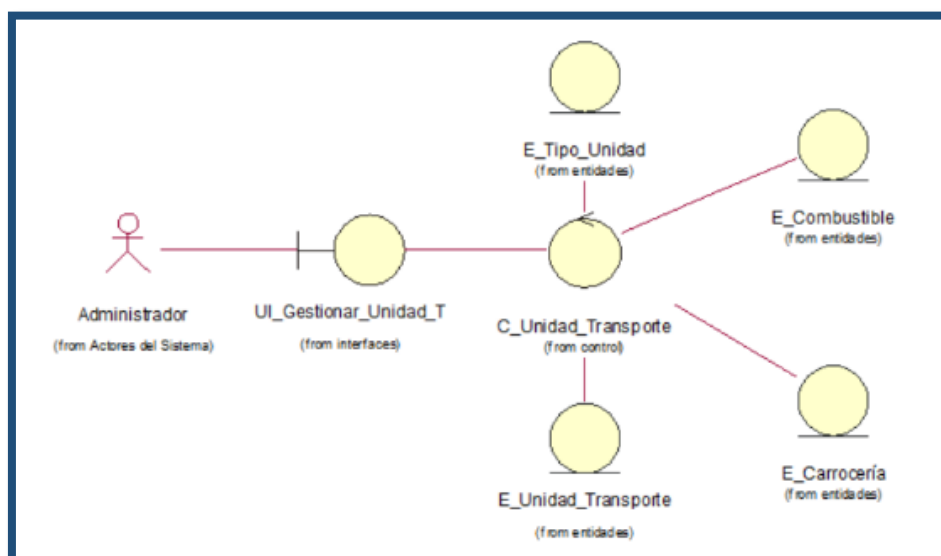 E_Tipo_Unidad
(from entidades)
E_Combustible
(from entidades)
Administrador
(from Actores del Sistema)
UI_Gestionar_Unidad_T
(from interfaces)
C_Unidad_Transporte
(from control)
E_Carrocería
(from entidades)
E_Unidad_Transporte
(from entidades)